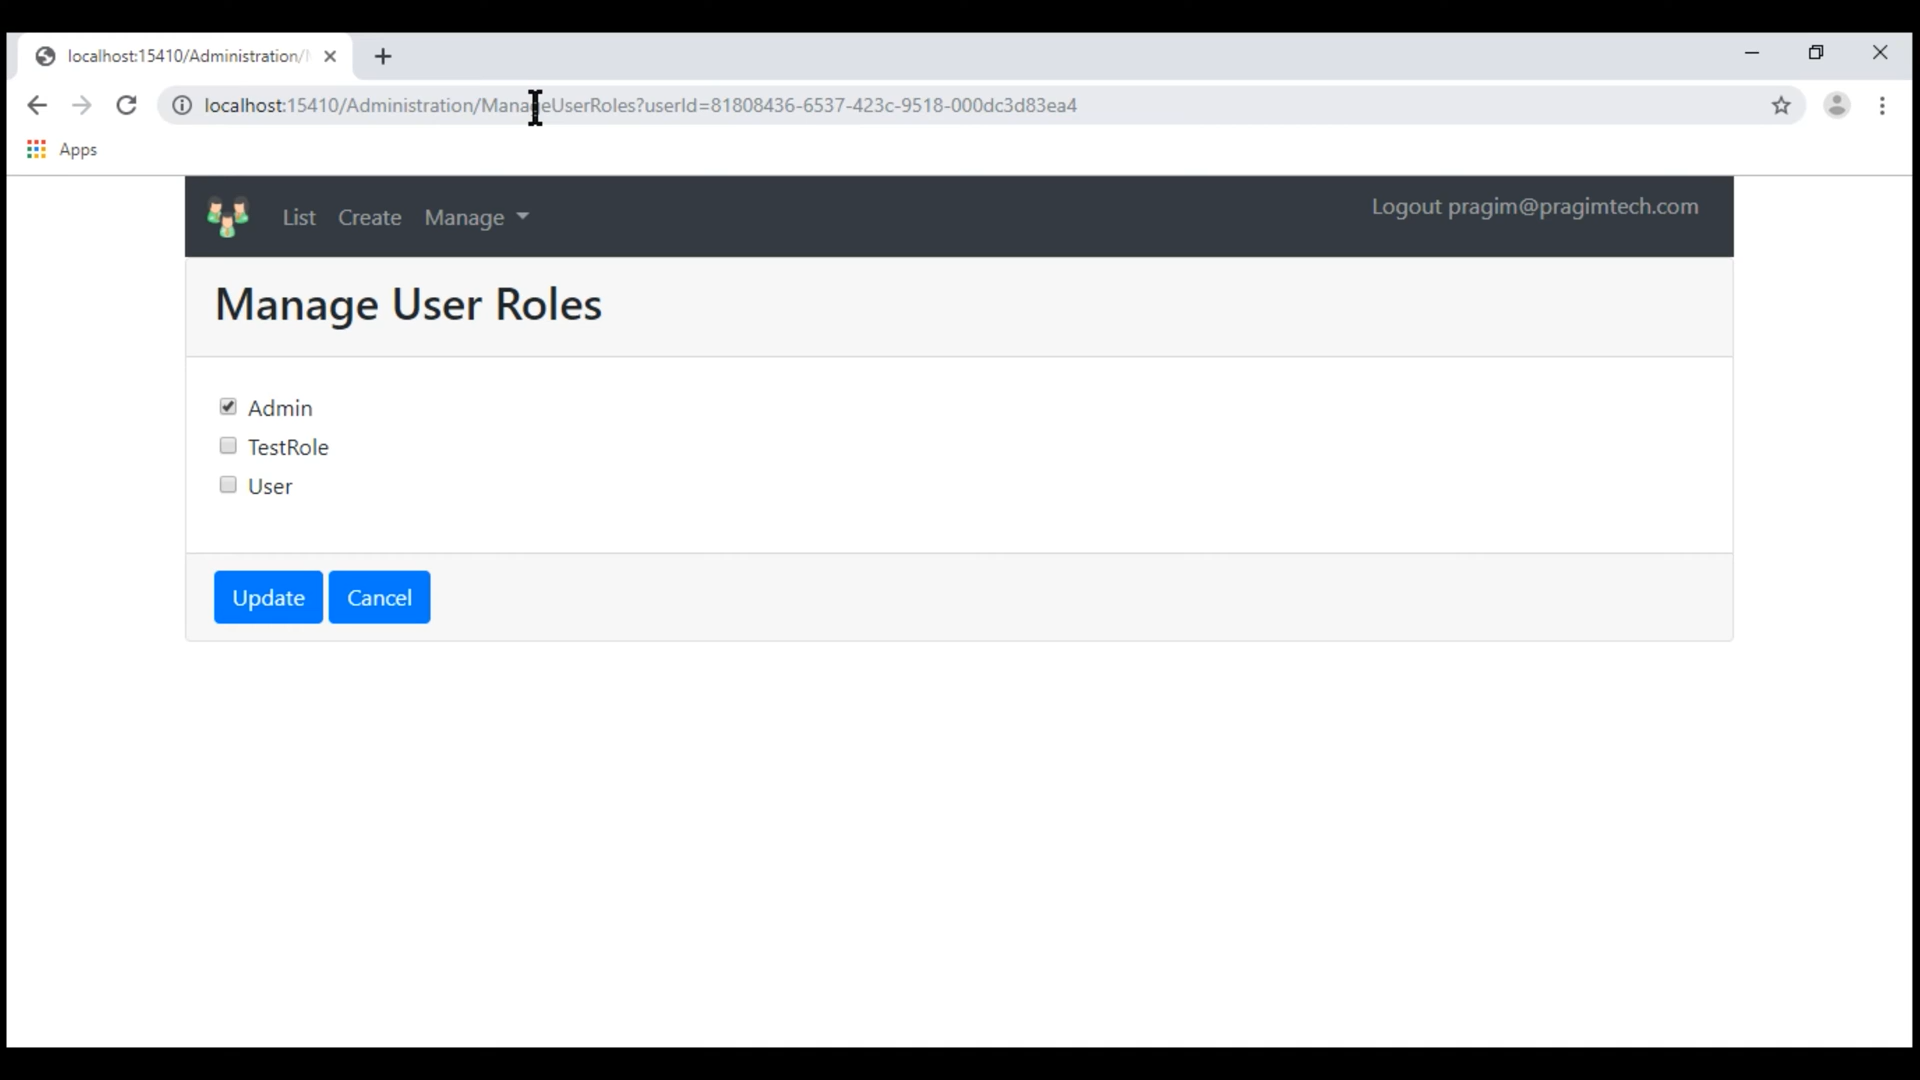 localhost:15410/Administration/
localhost:15410/Administration/ManageUserRoles?userId=81808436-6537-423c-9518-000dc3d83ea4
Apps
List Create Manage Logout pragim@pragimtech.com
Manage User Roles
Admin
TestRole
User
Update Cancel